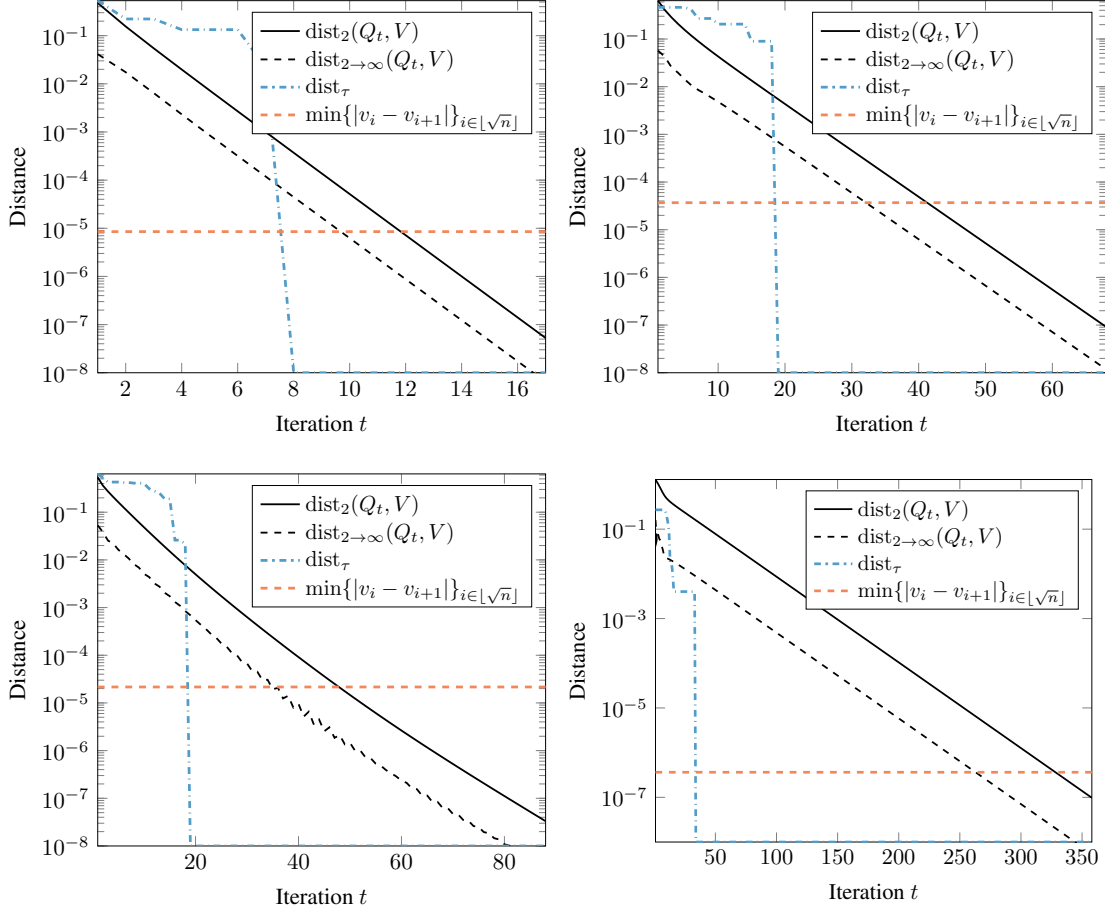 10^{-1}
10^{-2}
10^{-3}
10^{-4}
10^{-5}
10^{-6}
10^{-7}
10^{-8}
Distance
2 4 6 8 10 12 14 16
Iteration t
dist_2(Q_t, V)
dist_{2→∞}(Q_t, V)
dist_τ
min{|v_i − v_{i+1}|}_{i∈⌊√n⌋}
10^{-1}
10^{-2}
10^{-3}
10^{-4}
10^{-5}
10^{-6}
10^{-7}
10^{-8}
Distance
10 20 30 40 50 60
Iteration t
dist_2(Q_t, V)
dist_{2→∞}(Q_t, V)
dist_τ
min{|v_i − v_{i+1}|}_{i∈⌊√n⌋}
10^{-1}
10^{-2}
10^{-3}
10^{-4}
10^{-5}
10^{-6}
10^{-7}
10^{-8}
Distance
20 40 60 80
Iteration t
dist_2(Q_t, V)
dist_{2→∞}(Q_t, V)
dist_τ
min{|v_i − v_{i+1}|}_{i∈⌊√n⌋}
10^{-1}
10^{-3}
10^{-5}
10^{-7}
Distance
50 100 150 200 250 300 350
Iteration t
dist_2(Q_t, V)
dist_{2→∞}(Q_t, V)
dist_τ
min{|v_i − v_{i+1}|}_{i∈⌊√n⌋}